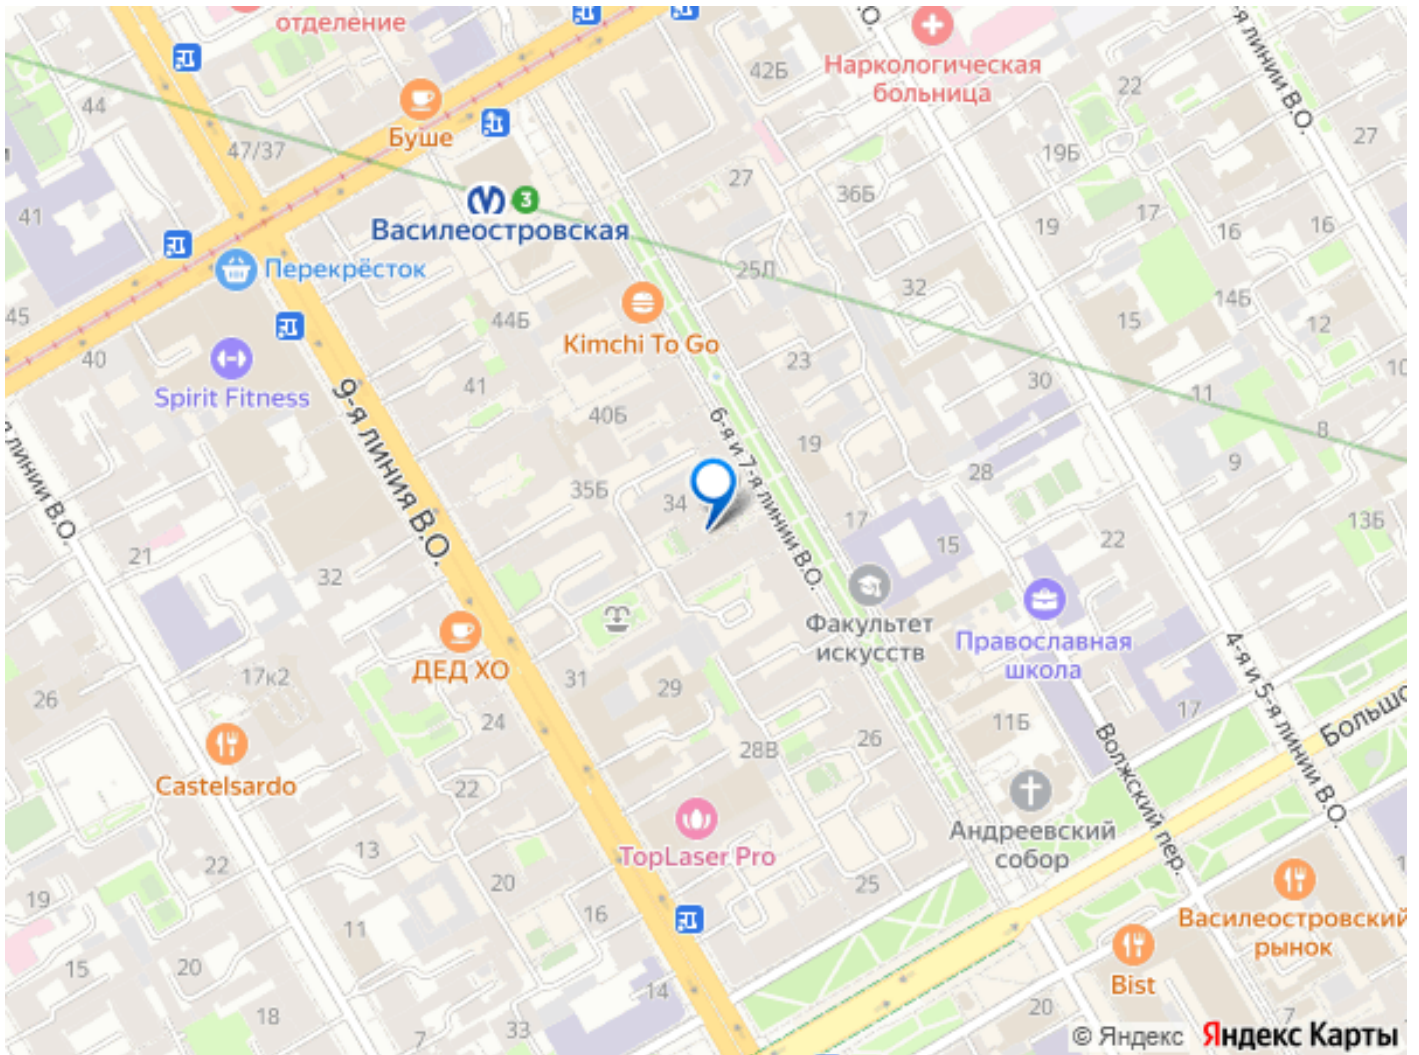 отделение
Наркологическая
больница
42Б
22
44
Буше
47/37
27
19Б
27
36Б
41
3
Василеостровская
17
19
16
16
25Л
Перекрёсток
32
14Б
45
44Б
15
12
Kimchi To Go
40
23
Spirit Fitness
41
30
11
10
9-я линия В.О.
40Б
6-я и 7-я линии В.О.
19
8
9
28
35Б
34
17
13Б
21
15
22
32
Факультет
искусств
Православная
школа
ДЕД ХО
4-я и 5-я линии В.О.
17к2
31
29
26
24
11Б
17
28В
26
Волжский пер.
Castelsardo
22
Андреевский
собор
TopLaser Pro
13
22
20
25
19
16
Василеостровский
рынок
11
Bist
15
20
14
18
33
7
20
7
© Яндекс Яндекс Карты